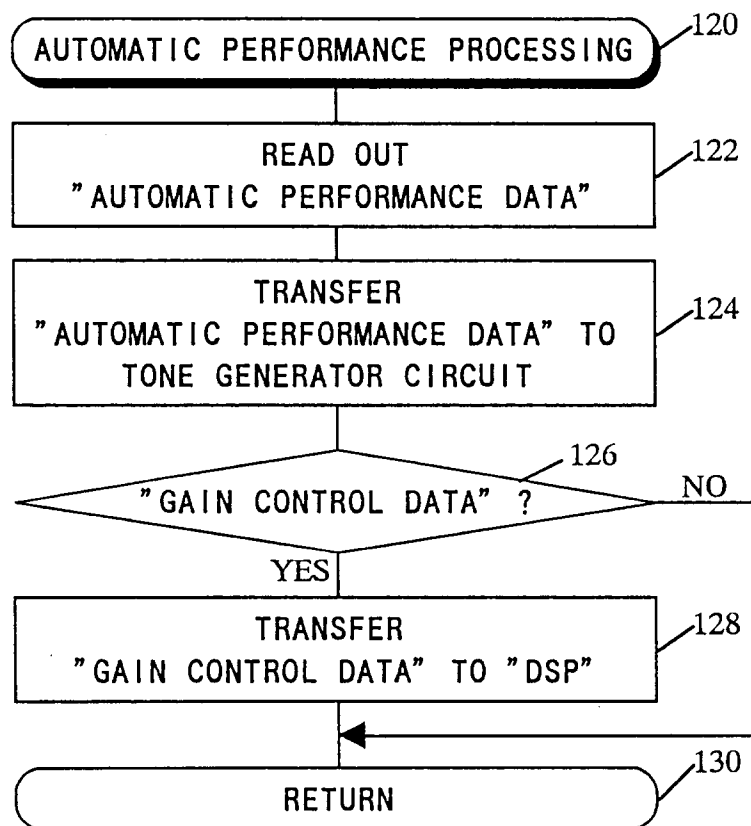 AUTOMATIC PERFORMANCE PROCESSING
120
READ OUT
"AUTOMATIC PERFORMANCE DATA"
122
TRANSFER
"AUTOMATIC PERFORMANCE DATA" TO
TONE GENERATOR CIRCUIT
124
126
"GAIN CONTROL DATA" ?
NO
YES
TRANSFER
"GAIN CONTROL DATA" TO "DSP"
128
RETURN
130